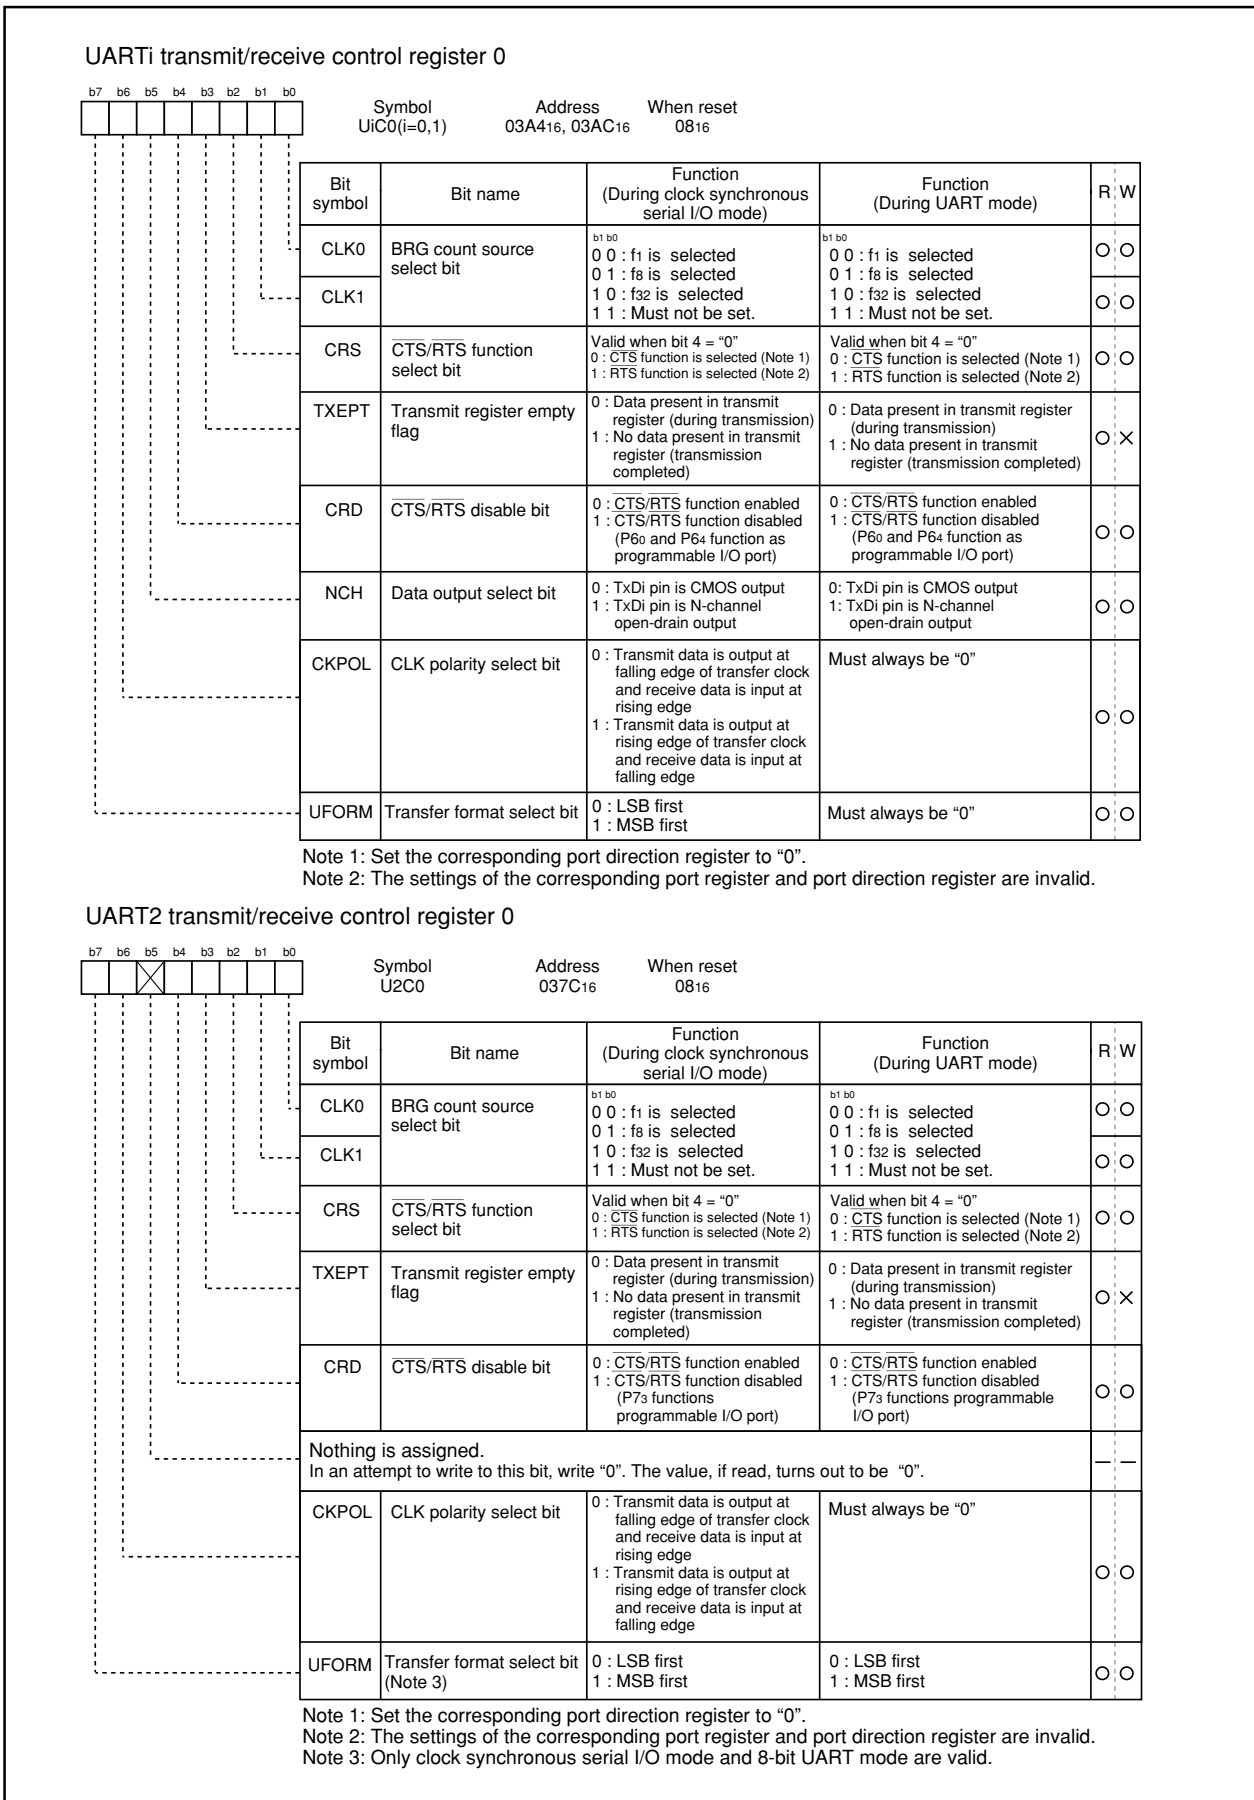 UARTi transmit/receive control register 0
b7 b6 b5 b4 b3 b2 b1 b0
Symbol Address When reset
UiC0(i=0,1) 03A416, 03AC16 0816
Bit symbol Bit name Function (During clock synchronous serial I/O mode) Function (During UART mode) R W
CLK0 BRG count source select bit
CLK1
b1 b0
0 0 : f1 is selected
0 1 : f8 is selected
1 0 : f32 is selected
1 1 : Must not be set.
b1 b0
0 0 : f1 is selected
0 1 : f8 is selected
1 0 : f32 is selected
1 1 : Must not be set.
CRS CTS/RTS function select bit
Valid when bit 4 = “0”
0 : CTS function is selected (Note 1)
1 : RTS function is selected (Note 2)
Valid when bit 4 = “0”
0 : CTS function is selected (Note 1)
1 : RTS function is selected (Note 2)
TXEPT Transmit register empty flag
0 : Data present in transmit
register (during transmission)
1 : No data present in transmit
register (transmission
completed)
0 : Data present in transmit register
(during transmission)
1 : No data present in transmit
register (transmission completed)
CRD CTS/RTS disable bit
0 : CTS/RTS function enabled
1 : CTS/RTS function disabled
(P60 and P64 function as
programmable I/O port)
0 : CTS/RTS function enabled
1 : CTS/RTS function disabled
(P60 and P64 function as
programmable I/O port)
NCH Data output select bit
0 : TxDi pin is CMOS output
1 : TxDi pin is N-channel
open-drain output
0: TxDi pin is CMOS output
1: TxDi pin is N-channel
open-drain output
CKPOL CLK polarity select bit
0 : Transmit data is output at
falling edge of transfer clock
and receive data is input at
rising edge
1 : Transmit data is output at
rising edge of transfer clock
and receive data is input at
falling edge
Must always be “0”
UFORM Transfer format select bit
0 : LSB first
1 : MSB first
Must always be “0”
Note 1: Set the corresponding port direction register to “0”.
Note 2: The settings of the corresponding port register and port direction register are invalid.
UART2 transmit/receive control register 0
b7 b6 b5 b4 b3 b2 b1 b0
Symbol Address When reset
U2C0 037C16 0816
Bit symbol Bit name Function (During clock synchronous serial I/O mode) Function (During UART mode) R W
CLK0 BRG count source select bit
CLK1
b1 b0
0 0 : f1 is selected
0 1 : f8 is selected
1 0 : f32 is selected
1 1 : Must not be set.
b1 b0
0 0 : f1 is selected
0 1 : f8 is selected
1 0 : f32 is selected
1 1 : Must not be set.
CRS CTS/RTS function select bit
Valid when bit 4 = “0”
0 : CTS function is selected (Note 1)
1 : RTS function is selected (Note 2)
Valid when bit 4 = “0”
0 : CTS function is selected (Note 1)
1 : RTS function is selected (Note 2)
TXEPT Transmit register empty flag
0 : Data present in transmit
register (during transmission)
1 : No data present in transmit
register (transmission
completed)
0 : Data present in transmit register
(during transmission)
1 : No data present in transmit
register (transmission completed)
CRD CTS/RTS disable bit
0 : CTS/RTS function enabled
1 : CTS/RTS function disabled
(P73 functions
programmable I/O port)
0 : CTS/RTS function enabled
1 : CTS/RTS function disabled
(P73 functions programmable
I/O port)
Nothing is assigned.
In an attempt to write to this bit, write “0”. The value, if read, turns out to be “0”.
CKPOL CLK polarity select bit
0 : Transmit data is output at
falling edge of transfer clock
and receive data is input at
rising edge
1 : Transmit data is output at
rising edge of transfer clock
and receive data is input at
falling edge
Must always be “0”
UFORM Transfer format select bit (Note 3)
0 : LSB first
1 : MSB first
0 : LSB first
1 : MSB first
Note 1: Set the corresponding port direction register to “0”.
Note 2: The settings of the corresponding port register and port direction register are invalid.
Note 3: Only clock synchronous serial I/O mode and 8-bit UART mode are valid.